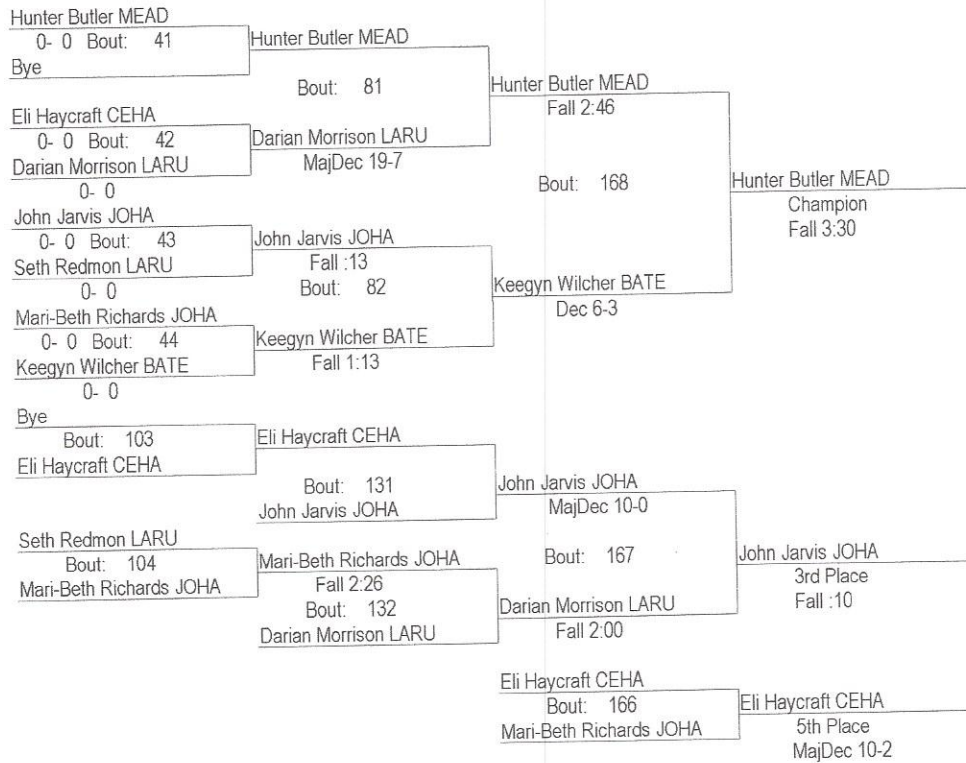 Hunter Butler MEAD
0- 0 Bout: 41
Bye
Hunter Butler MEAD
Bout: 81
Eli Haycraft CEHA
0- 0 Bout: 42
Darian Morrison LARU
0- 0
Darian Morrison LARU
MajDec 19-7
Hunter Butler MEAD
Fall 2:46
Bout: 168
John Jarvis JOHA
0- 0 Bout: 43
Seth Redmon LARU
0- 0
John Jarvis JOHA
Fall :13
Bout: 82
Mari-Beth Richards JOHA
0- 0 Bout: 44
Keegyn Wilcher BATE
0- 0
Keegyn Wilcher BATE
Fall 1:13
Keegyn Wilcher BATE
Dec 6-3
Hunter Butler MEAD
Champion
Fall 3:30
Bye
Bout: 103
Eli Haycraft CEHA
Eli Haycraft CEHA
Bout: 131
John Jarvis JOHA
John Jarvis JOHA
MajDec 10-0
Bout: 167
Seth Redmon LARU
Bout: 104
Mari-Beth Richards JOHA
Mari-Beth Richards JOHA
Fall 2:26
Bout: 132
Darian Morrison LARU
Darian Morrison LARU
Fall 2:00
John Jarvis JOHA
3rd Place
Fall :10
Eli Haycraft CEHA
Bout: 166
Mari-Beth Richards JOHA
Eli Haycraft CEHA
5th Place
MajDec 10-2